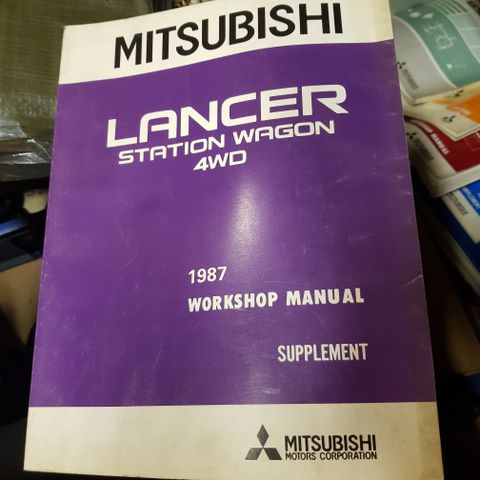 MITSUBISHI
LANCER
STATION WAGON
4WD
1987
WORKSHOP MANUAL
SUPPLEMENT
MITSUBISHI
MOTORS CORPORATION